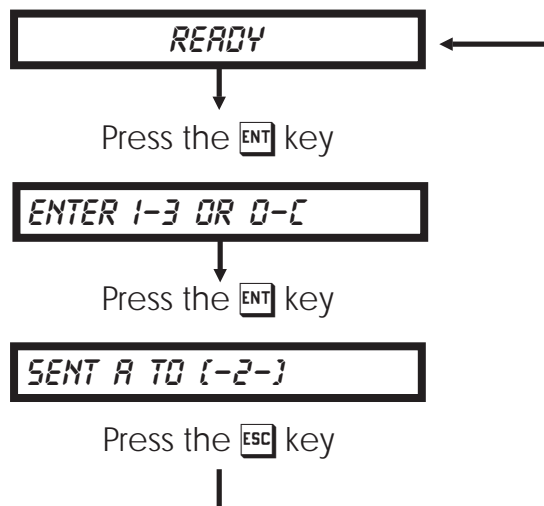 READY
Press the ENT key
ENTER 1-3 OR 0-C
Press the ENT key
SENT A TO (-2-)
Press the ESC key